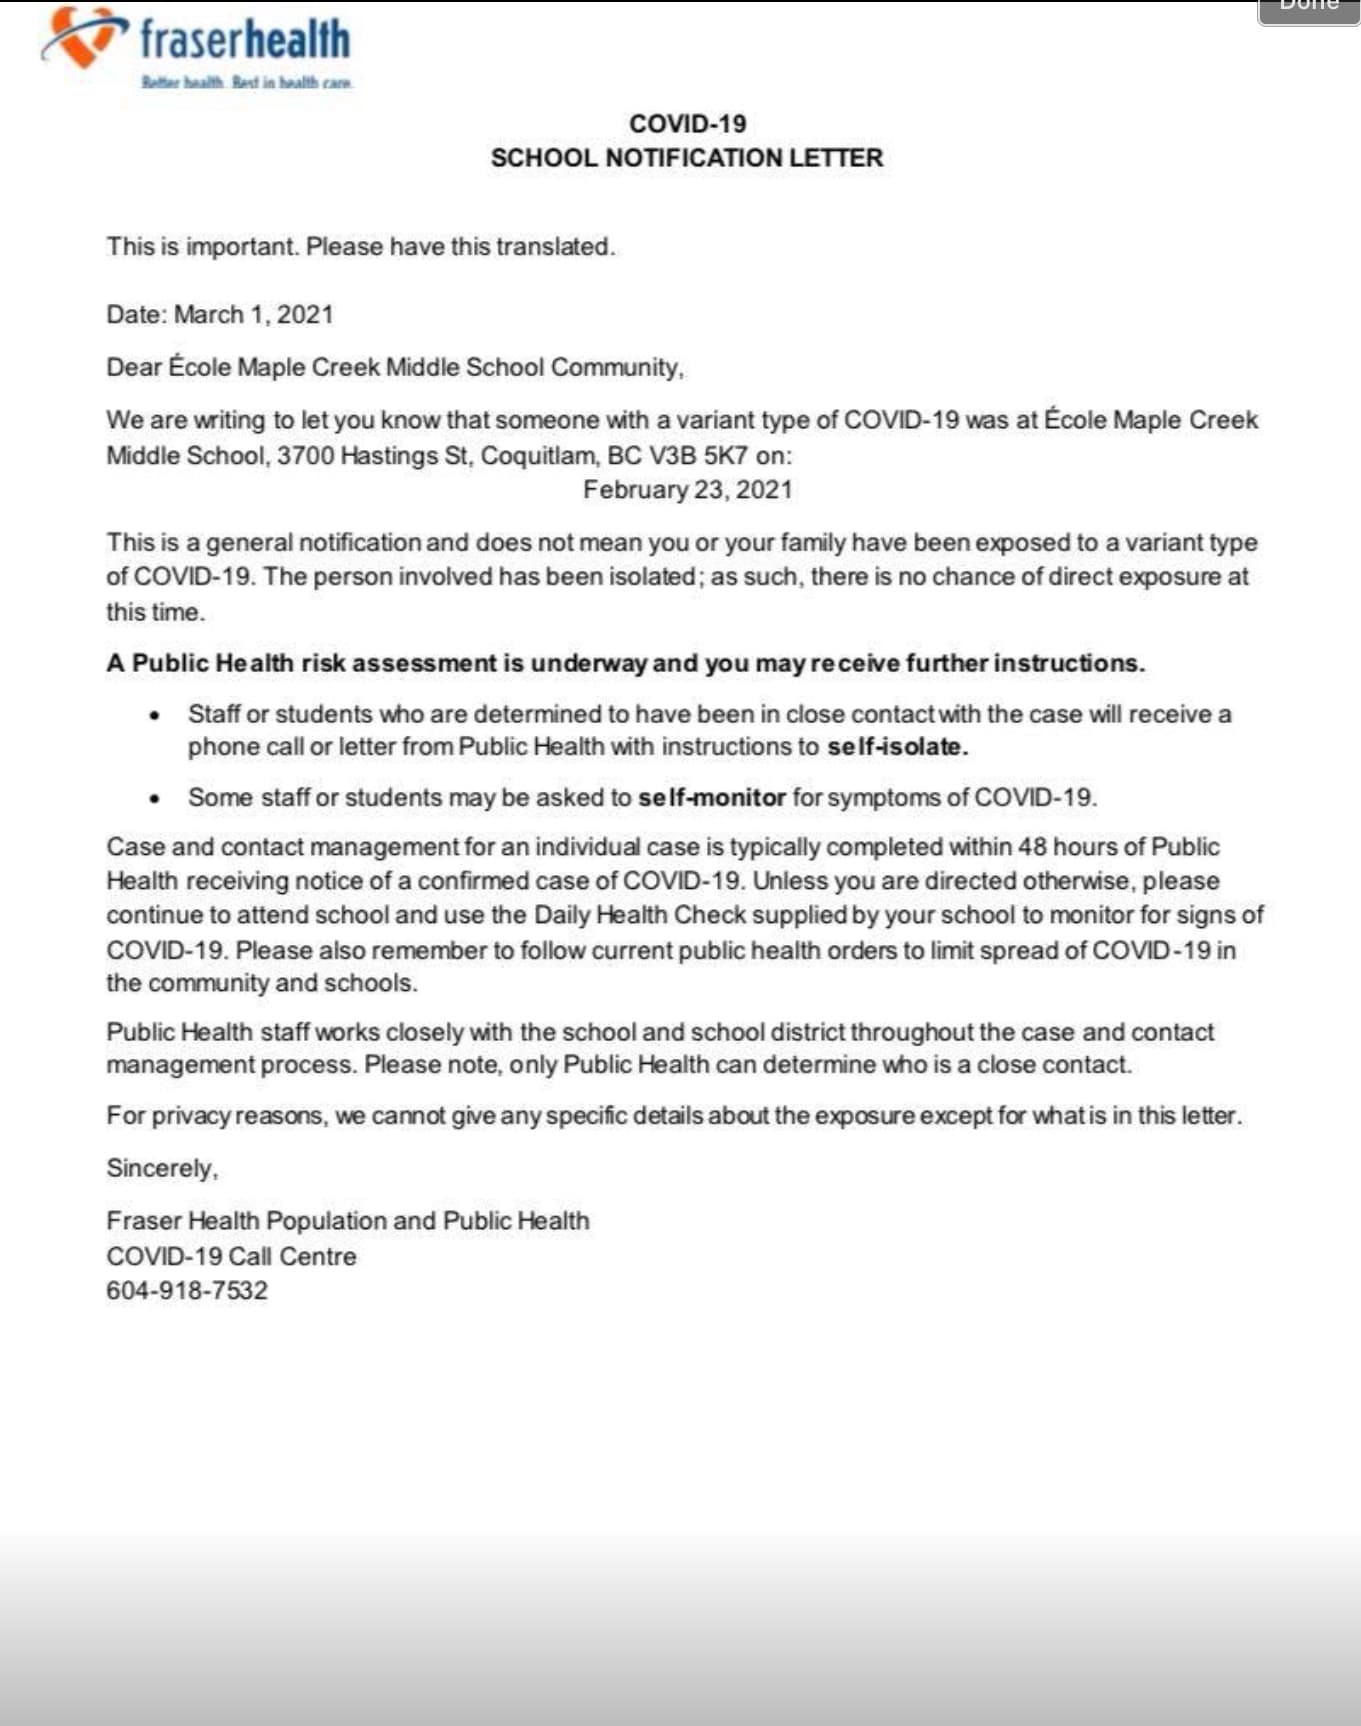 Done
fraserhealth
Better health. Best in health care.
COVID-19
SCHOOL NOTIFICATION LETTER
This is important. Please have this translated.
Date: March 1, 2021
Dear École Maple Creek Middle School Community,
We are writing to let you know that someone with a variant type of COVID-19 was at École Maple Creek
Middle School, 3700 Hastings St, Coquitlam, BC V3B 5K7 on:
February 23, 2021
This is a general notification and does not mean you or your family have been exposed to a variant type
of COVID-19. The person involved has been isolated; as such, there is no chance of direct exposure at
this time.
A Public Health risk assessment is underway and you may receive further instructions.
• Staff or students who are determined to have been in close contact with the case will receive a
phone call or letter from Public Health with instructions to self-isolate.
• Some staff or students may be asked to self-monitor for symptoms of COVID-19.
Case and contact management for an individual case is typically completed within 48 hours of Public
Health receiving notice of a confirmed case of COVID-19. Unless you are directed otherwise, please
continue to attend school and use the Daily Health Check supplied by your school to monitor for signs of
COVID-19. Please also remember to follow current public health orders to limit spread of COVID-19 in
the community and schools.
Public Health staff works closely with the school and school district throughout the case and contact
management process. Please note, only Public Health can determine who is a close contact.
For privacy reasons, we cannot give any specific details about the exposure except for what is in this letter.
Sincerely,
Fraser Health Population and Public Health
COVID-19 Call Centre
604-918-7532